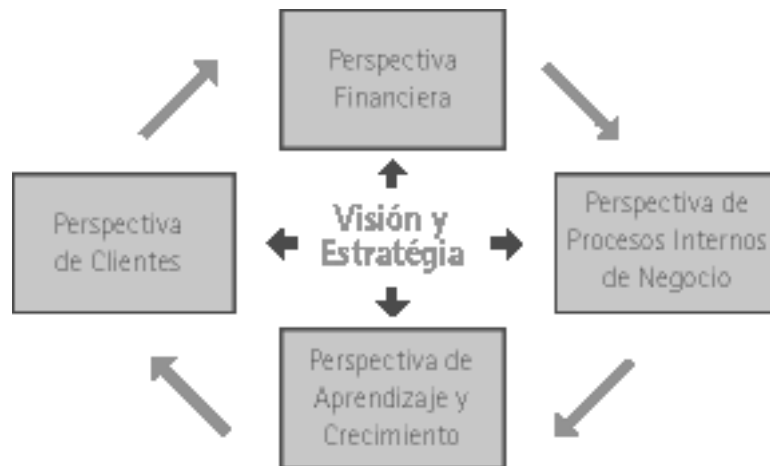 Perspectiva
Financiera
Perspectiva
de Clientes
Visión y
Estratégia
Perspectiva de
Procesos Internos
de Negocio
Perspectiva de
Aprendizaje y
Crecimiento